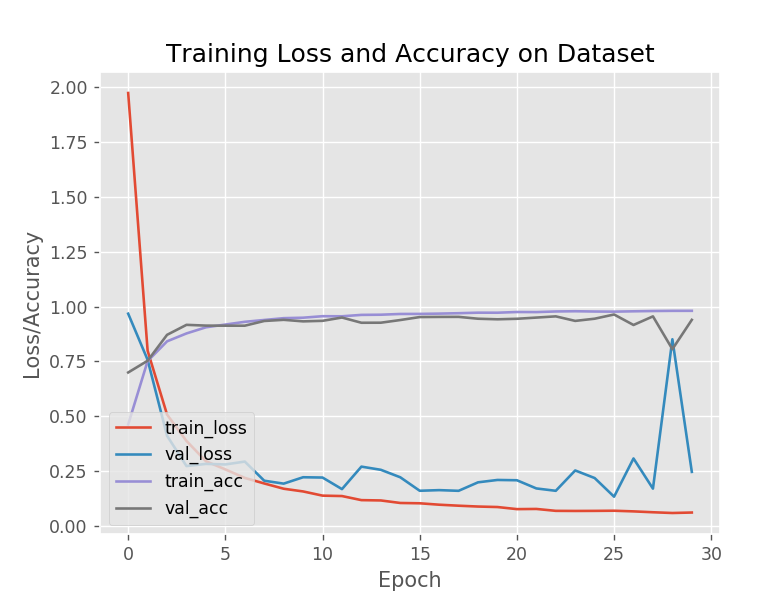 Training Loss and Accuracy on Dataset
2.00
1.75
1.50
1.25
1.00
0.75
0.50
0.25
0.00
Loss/Accuracy
train_loss
val_loss
train_acc
val_acc
0 5 10 15 20 25 30
Epoch